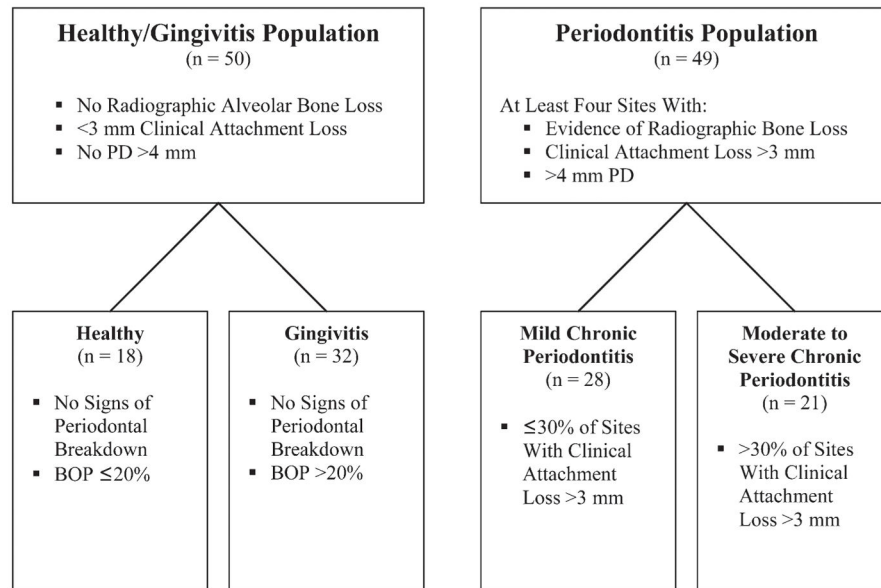 Healthy/Gingivitis Population
(n = 50)
▪ No Radiographic Alveolar Bone Loss
▪ <3 mm Clinical Attachment Loss
▪ No PD >4 mm
Periodontitis Population
(n = 49)
At Least Four Sites With:
▪ Evidence of Radiographic Bone Loss
▪ Clinical Attachment Loss >3 mm
▪ >4 mm PD
Healthy
(n = 18)
▪ No Signs of
Periodontal
Breakdown
▪ BOP ≤20%
Gingivitis
(n = 32)
▪ No Signs of
Periodontal
Breakdown
▪ BOP >20%
Mild Chronic
Periodontitis
(n = 28)
▪ ≤30% of Sites
With Clinical
Attachment
Loss >3 mm
Moderate to
Severe Chronic
Periodontitis
(n = 21)
▪ >30% of Sites
With Clinical
Attachment
Loss >3 mm